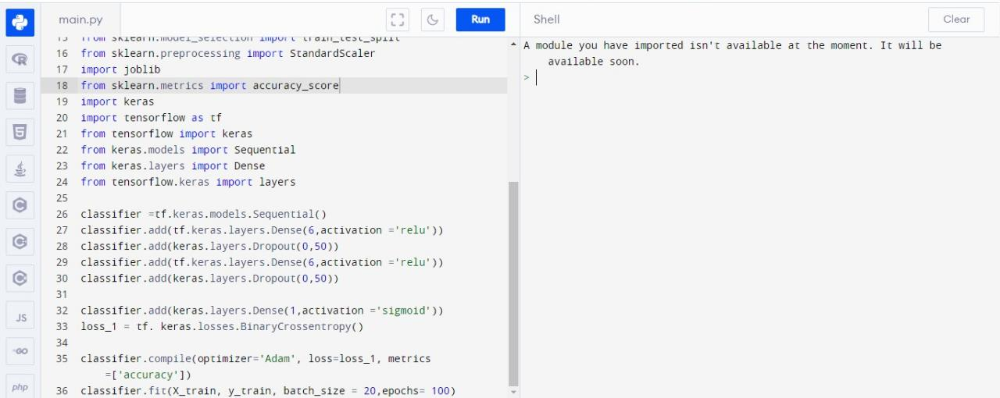 main.py
Run
Shell
Clear
15 from sklearn.model_selection import train_test_split
16 from sklearn.preprocessing import StandardScaler
17 import joblib
18 from sklearn.metrics import accuracy_score
19 import keras
20 import tensorflow as tf
21 from tensorflow import keras
22 from keras.models import Sequential
23 from keras.layers import Dense
24 from tensorflow.keras import layers
25
26 classifier =tf.keras.models.Sequential()
27 classifier.add(tf.keras.layers.Dense(6,activation ='relu'))
28 classifier.add(keras.layers.Dropout(0,50))
29 classifier.add(tf.keras.layers.Dense(6,activation ='relu'))
30 classifier.add(keras.layers.Dropout(0,50))
31
32 classifier.add(keras.layers.Dense(1,activation ='sigmoid'))
33 loss_1 = tf. keras.losses.BinaryCrossentropy()
34
35 classifier.compile(optimizer='Adam', loss=loss_1, metrics
=['accuracy'])
36 classifier.fit(X_train, y_train, batch_size = 20,epochs= 100)
A module you have imported isn't available at the moment. It will be
available soon.
>
R
5
C
C
C
JS
GO
php